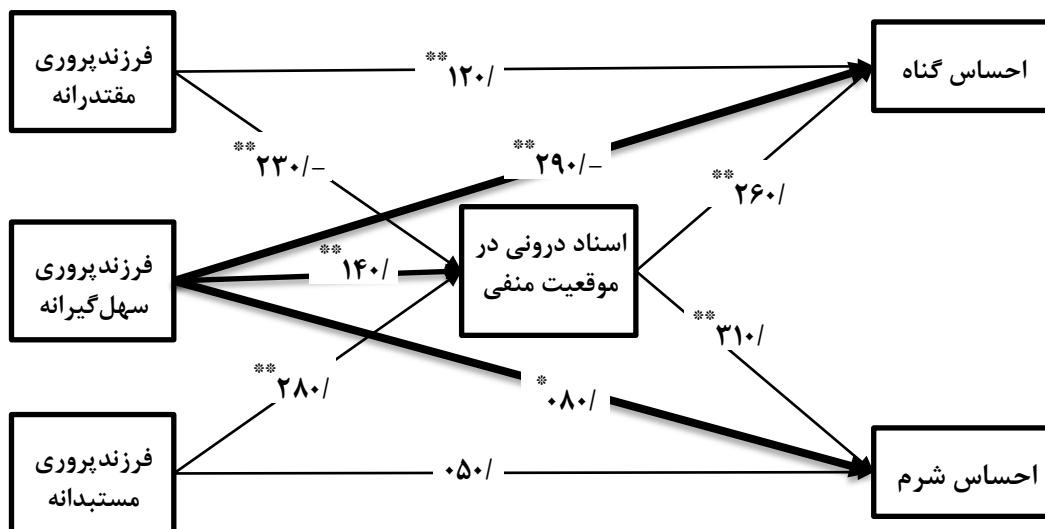 فرزندپروری
مقتدرانه
**۱۲۰/
احساس گناه
**۲۳۰/-
**۲۹۰/-
**۲۶۰/
فرزندپروری
سهل‌گیرانه
**۱۴۰/
اسناد درونی در
موقعیت منفی
**۳۱۰/
**۲۸۰/
*۰۸۰/
فرزندپروری
مستبدانه
۰۵۰/
احساس شرم